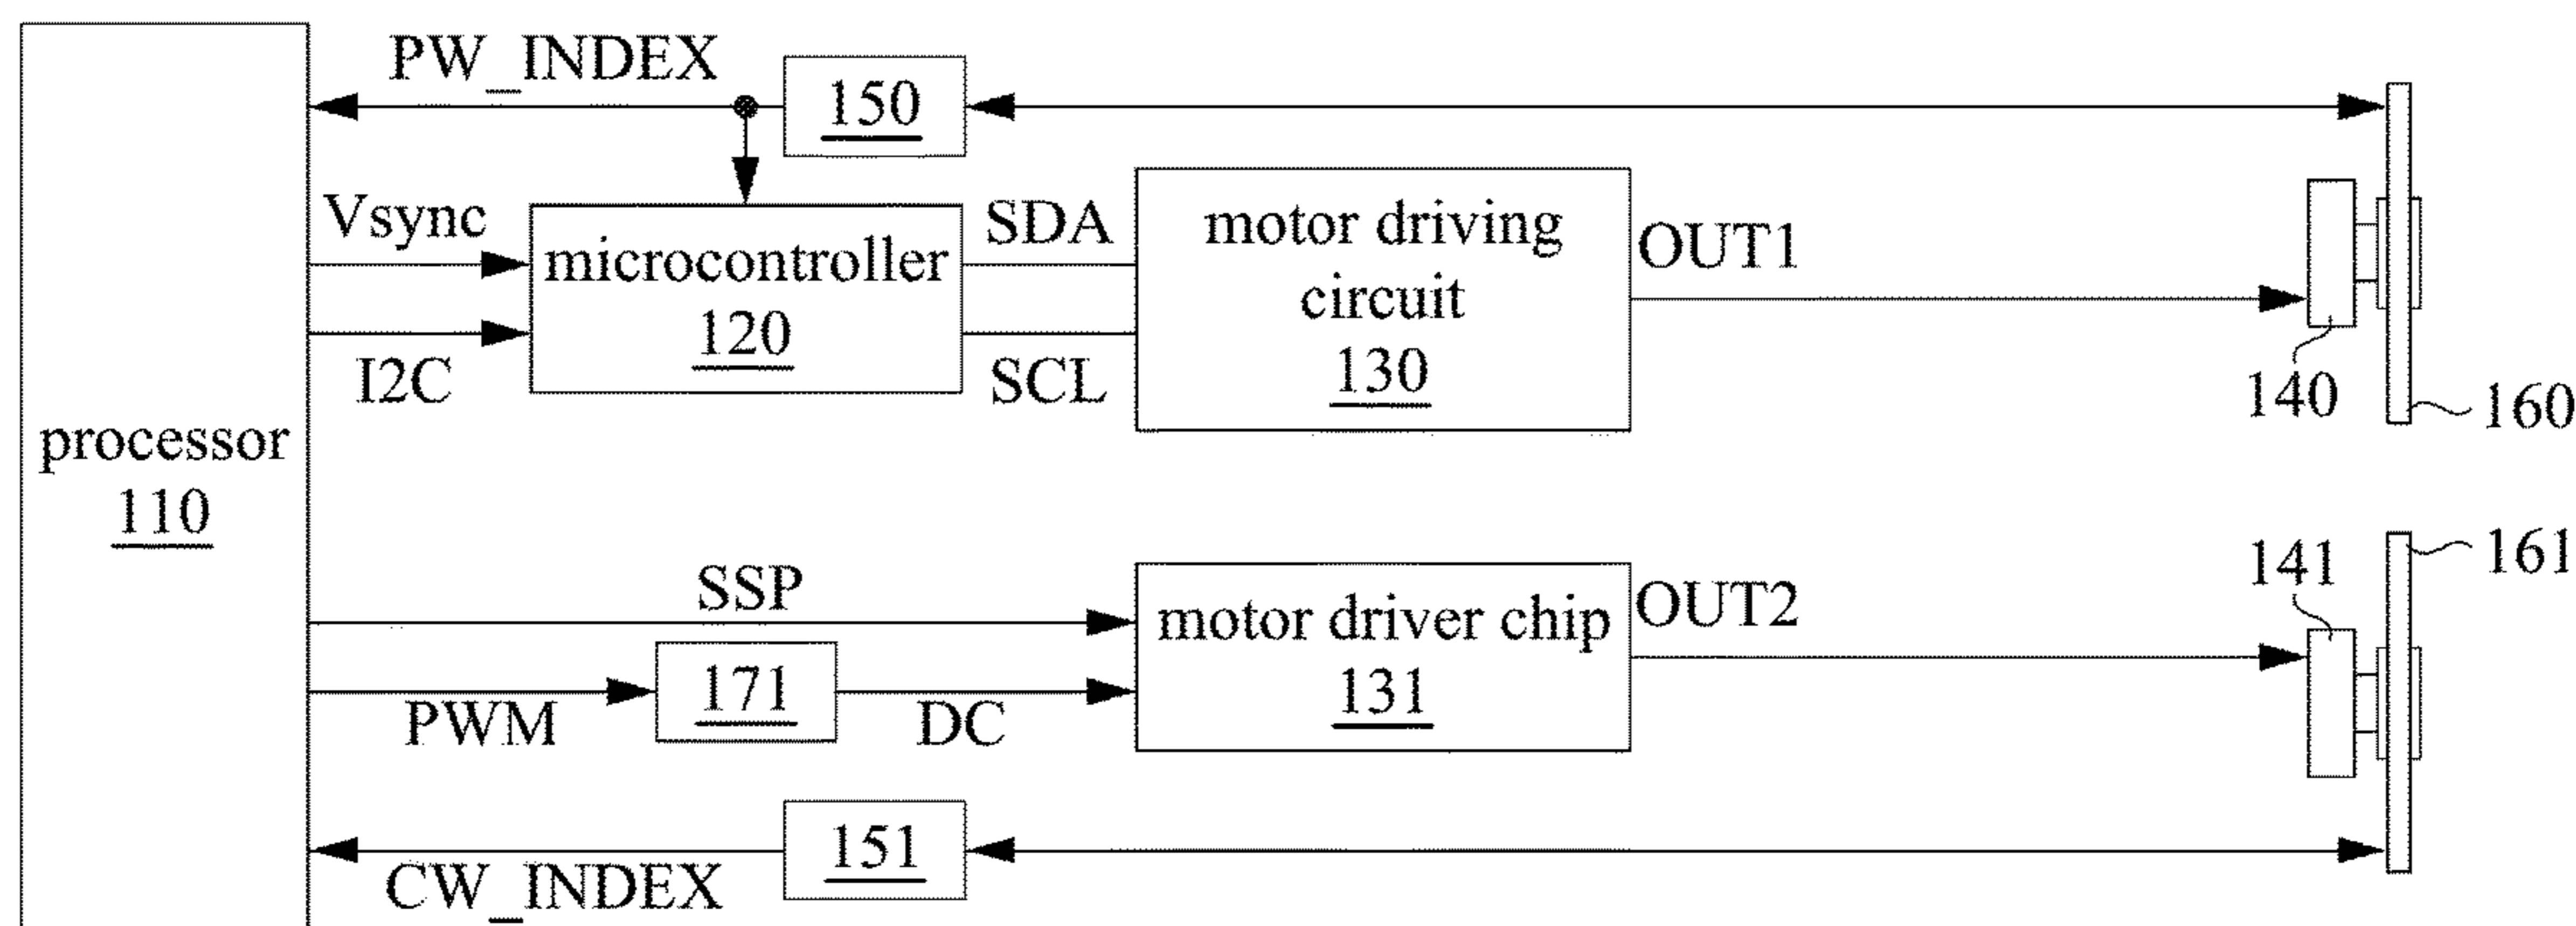 PW_INDEX
150
Vsync
I2C
microcontroller
120
SDA
SCL
motor driving
circuit
130
OUT1
140
160
processor
110
SSP
PWM
171
DC
motor driver chip
131
OUT2
141
161
CW_INDEX
151